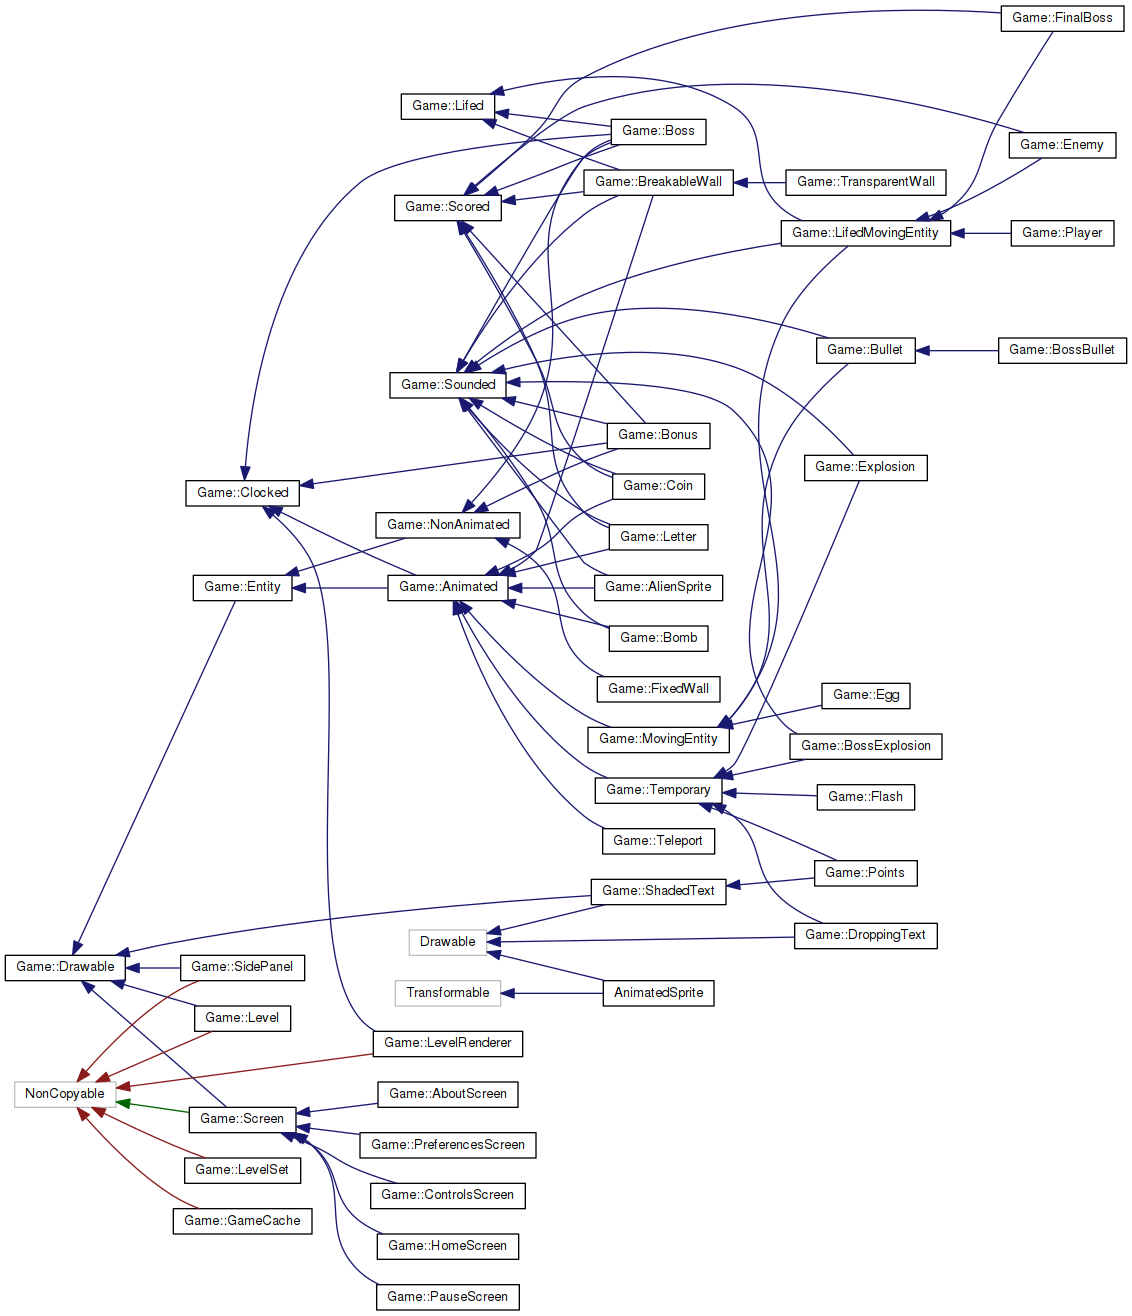 Game::FinalBoss
Game::Lifed
Game::Boss
Game::Enemy
Game::BreakableWall
Game::TransparentWall
Game::Scored
Game::LifedMovingEntity
Game::Player
Game::Bullet
Game::BossBullet
Game::Sounded
Game::Bonus
Game::Explosion
Game::Coin
Game::Clocked
Game::NonAnimated
Game::Letter
Game::Entity
Game::Animated
Game::AlienSprite
Game::Bomb
Game::FixedWall
Game::Egg
Game::MovingEntity
Game::BossExplosion
Game::Temporary
Game::Flash
Game::Teleport
Game::Points
Game::ShadedText
Game::DroppingText
Drawable
Game::Drawable
Game::SidePanel
Transformable
AnimatedSprite
Game::Level
Game::LevelRenderer
NonCopyable
Game::AboutScreen
Game::Screen
Game::PreferencesScreen
Game::LevelSet
Game::ControlsScreen
Game::GameCache
Game::HomeScreen
Game::PauseScreen